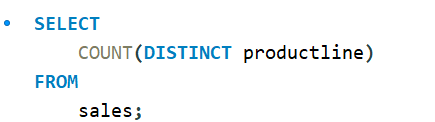 SELECT
    COUNT(DISTINCT productline)
FROM
    sales;